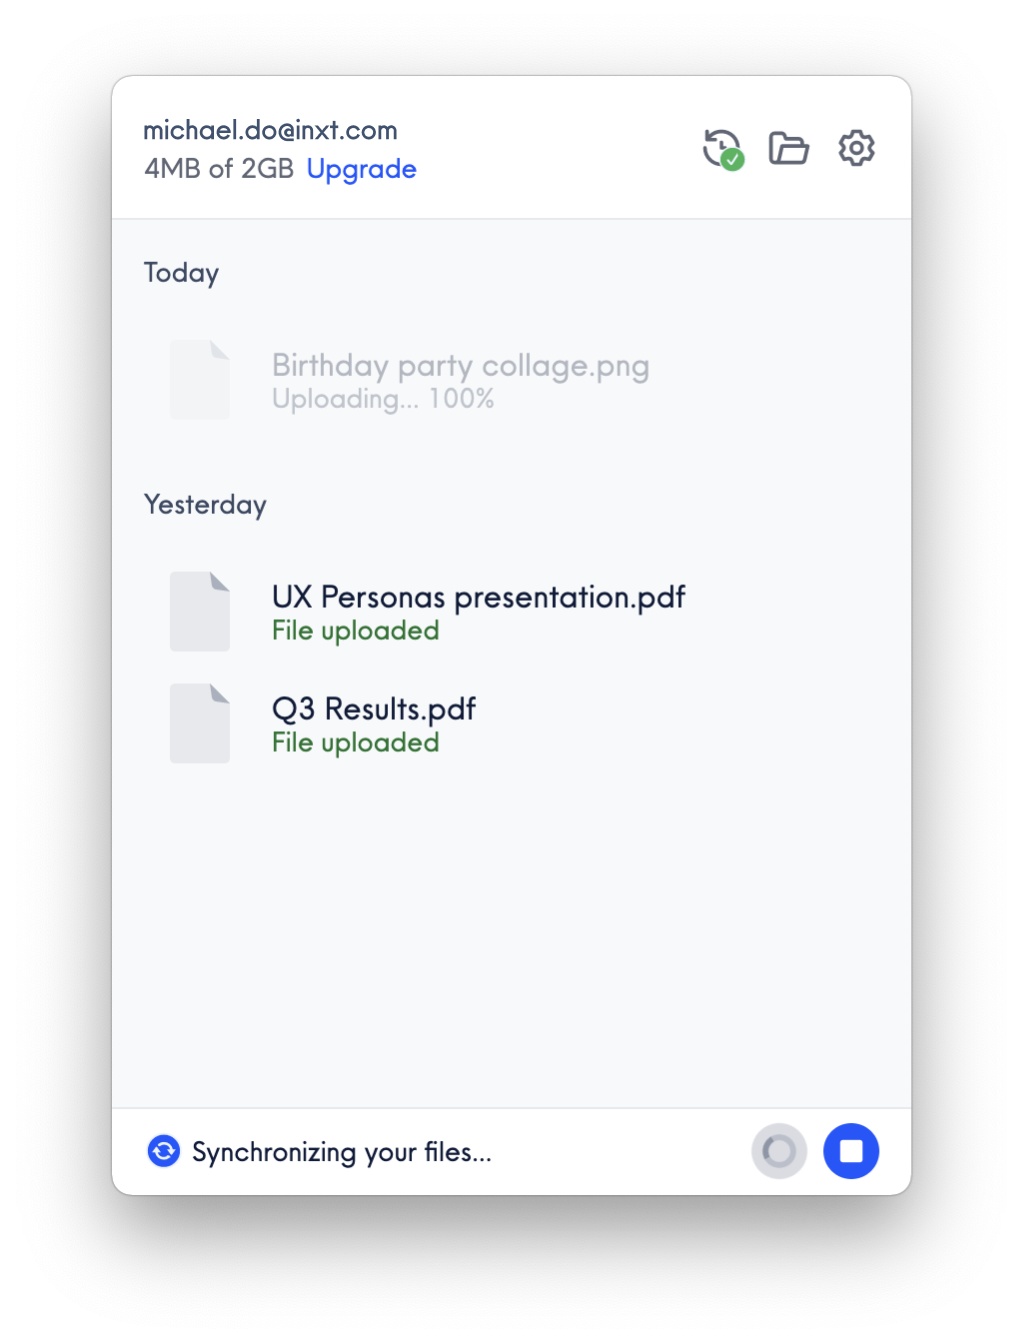 michael.do@inxt.com
4MB of 2GB Upgrade
Today
Birthday party collage.png
Uploading... 100%
Yesterday
UX Personas presentation.pdf
File uploaded
Q3 Results.pdf
File uploaded
Synchronizing your files...